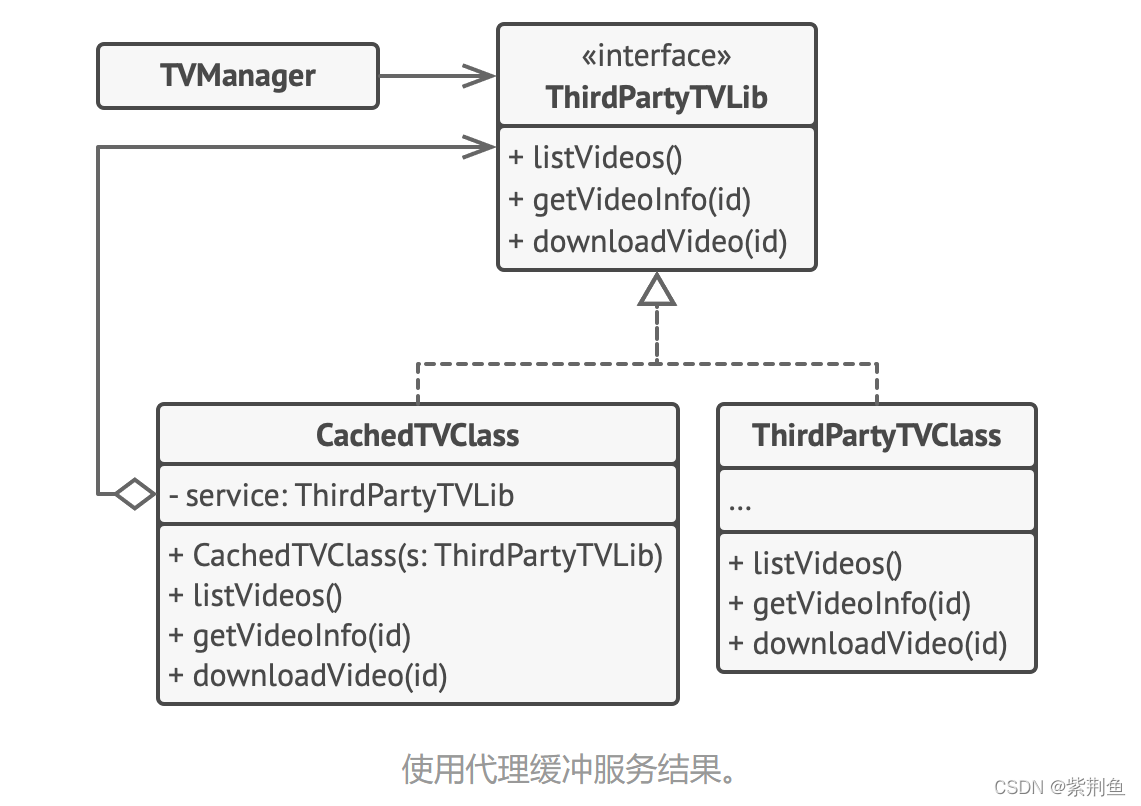 TVManager
«interface»
ThirdPartyTVLib
+ listVideos()
+ getVideoInfo(id)
+ downloadVideo(id)
CachedTVClass
- service: ThirdPartyTVLib
+ CachedTVClass(s: ThirdPartyTVLib)
+ listVideos()
+ getVideoInfo(id)
+ downloadVideo(id)
ThirdPartyTVClass
...
+ listVideos()
+ getVideoInfo(id)
+ downloadVideo(id)
使用代理缓冲服务结果。
CSDN @紫荆鱼